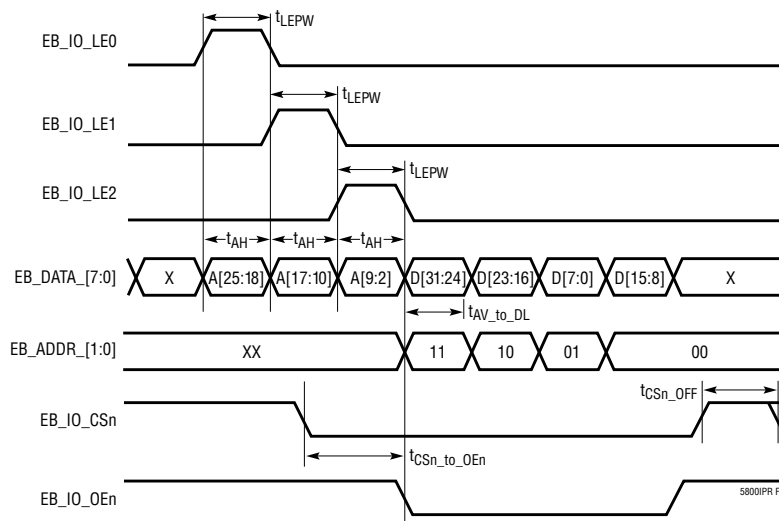 EB_IO_LE0
tLEPW
EB_IO_LE1
tLEPW
EB_IO_LE2
tLEPW
tAH tAH tAH
EB_DATA_[7:0] X A[25:18] A[17:10] A[9:2] D[31:24] D[23:16] D[7:0] D[15:8] X
tAV_to_DL
EB_ADDR_[1:0] XX 11 10 01 00
tCSn_OFF
EB_IO_CSn
tCSn_to_OEn
EB_IO_OEn
5800IPR F